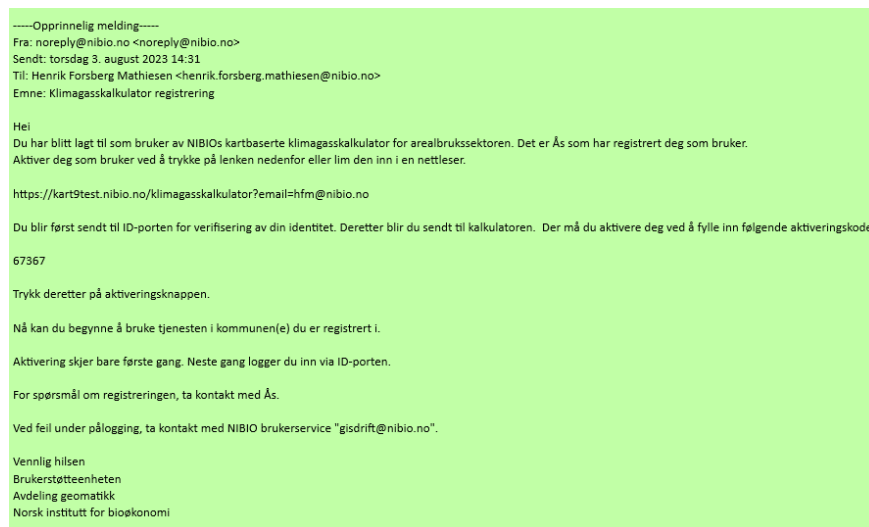 -----Opprinnelig melding-----
Fra: noreply@nibio.no <noreply@nibio.no>
Sendt: torsdag 3. august 2023 14:31
Til: Henrik Forsberg Mathiesen <henrik.forsberg.mathiesen@nibio.no>
Emne: Klimagasskalkulator registrering
Hei
Du har blitt lagt til som bruker av NIBIOs kartbaserte klimagasskalkulator for arealbrukssektoren. Det er Ås som har registrert deg som bruker.
Aktiver deg som bruker ved å trykke på lenken nedenfor eller lim den inn i en nettleser.
https://kart9test.nibio.no/klimagasskalkulator?email=hfm@nibio.no
Du blir først sendt til ID-porten for verifisering av din identitet. Deretter blir du sendt til kalkulatoren.  Der må du aktivere deg ved å fylle inn følgende aktiveringskode
67367
Trykk deretter på aktiveringsknappen.
Nå kan du begynne å bruke tjenesten i kommunen(e) du er registrert i.
Aktivering skjer bare første gang. Neste gang logger du inn via ID-porten.
For spørsmål om registreringen, ta kontakt med Ås.
Ved feil under pålogging, ta kontakt med NIBIO brukerservice "gisdrift@nibio.no".
Vennlig hilsen
Brukerstøtteenheten
Avdeling geomatikk
Norsk institutt for bioøkonomi